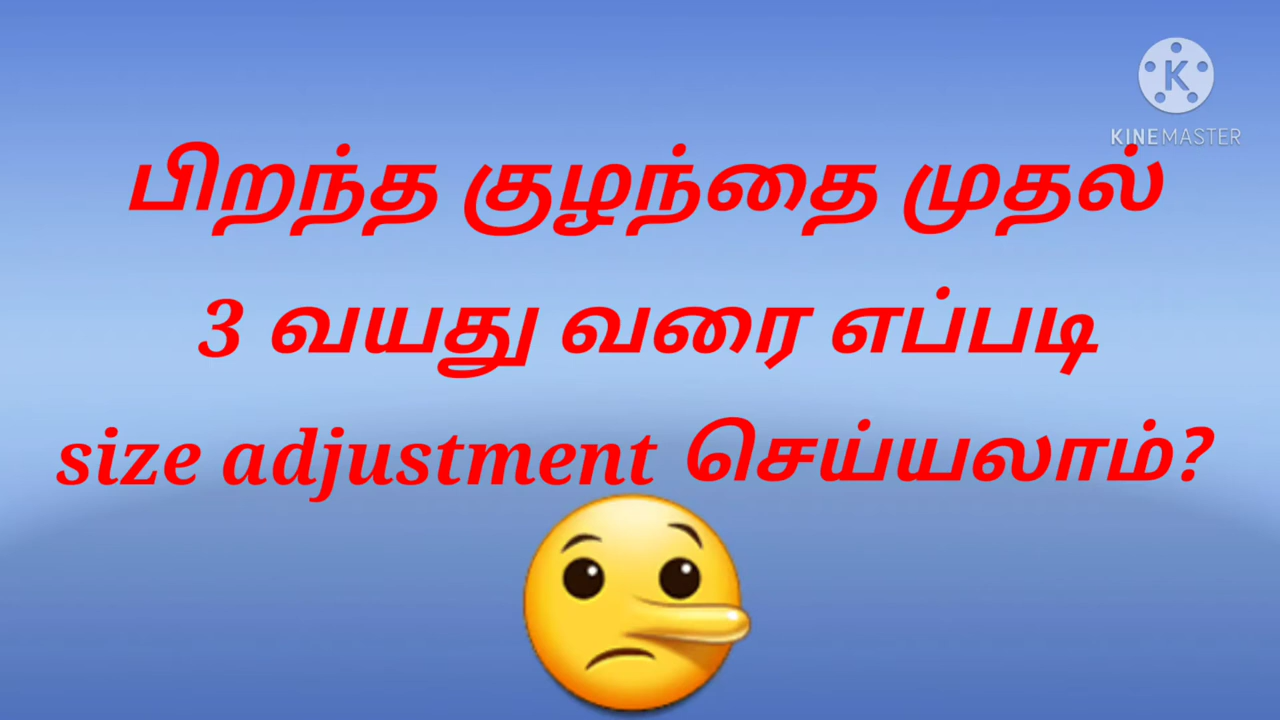 KINEMASTER
பிறந்த குழந்தை முதல்
3 வயது வரை எப்படி
size adjustment செய்யலாம்?